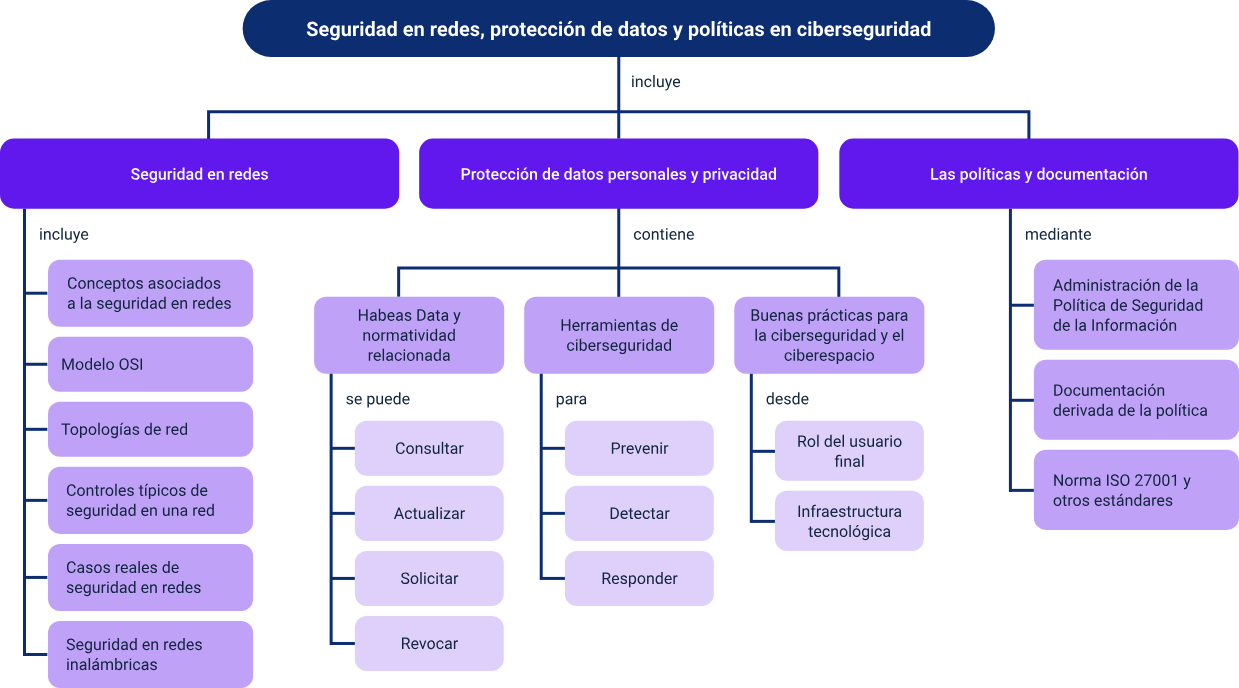 Seguridad en redes, protección de datos y políticas en ciberseguridad
incluye
Seguridad en redes
incluye
Conceptos asociados
a la seguridad en redes
Modelo OSI
Topologías de red
Controles típicos de
seguridad en una red
Casos reales de
seguridad en redes
Seguridad en redes
inalámbricas
Protección de datos personales y privacidad
contiene
Habeas Data y
normatividad
relacionada
se puede
Consultar
Actualizar
Solicitar
Revocar
Herramientas de
ciberseguridad
para
Prevenir
Detectar
Responder
Buenas prácticas para
la ciberseguridad y el
ciberespacio
desde
Rol del usuario
final
Infraestructura
tecnológica
Las políticas y documentación
mediante
Administración de la
Política de Seguridad
de la Información
Documentación
derivada de la política
Norma ISO 27001 y
otros estándares